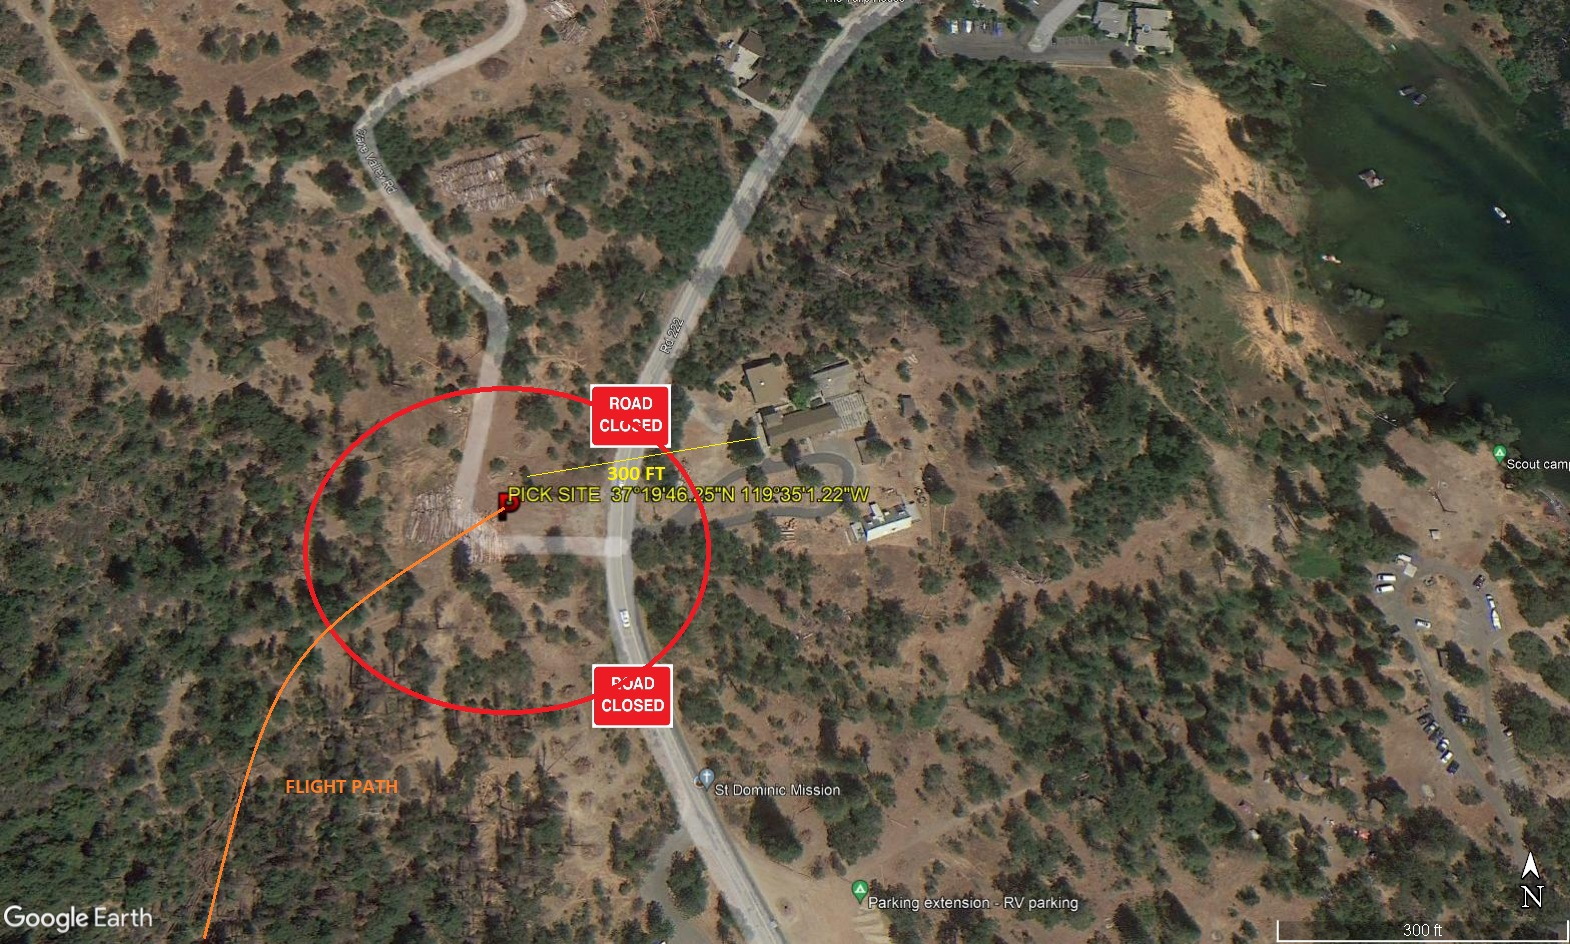 Rd 222
ROAD
CLOSED
300 FT
PICK SITE 37°19'46.25"N 119°35'1.22"W
Scout camp
ROAD
CLOSED
FLIGHT PATH
St Dominic Mission
Parking extension - RV parking
N
Google Earth
300 ft